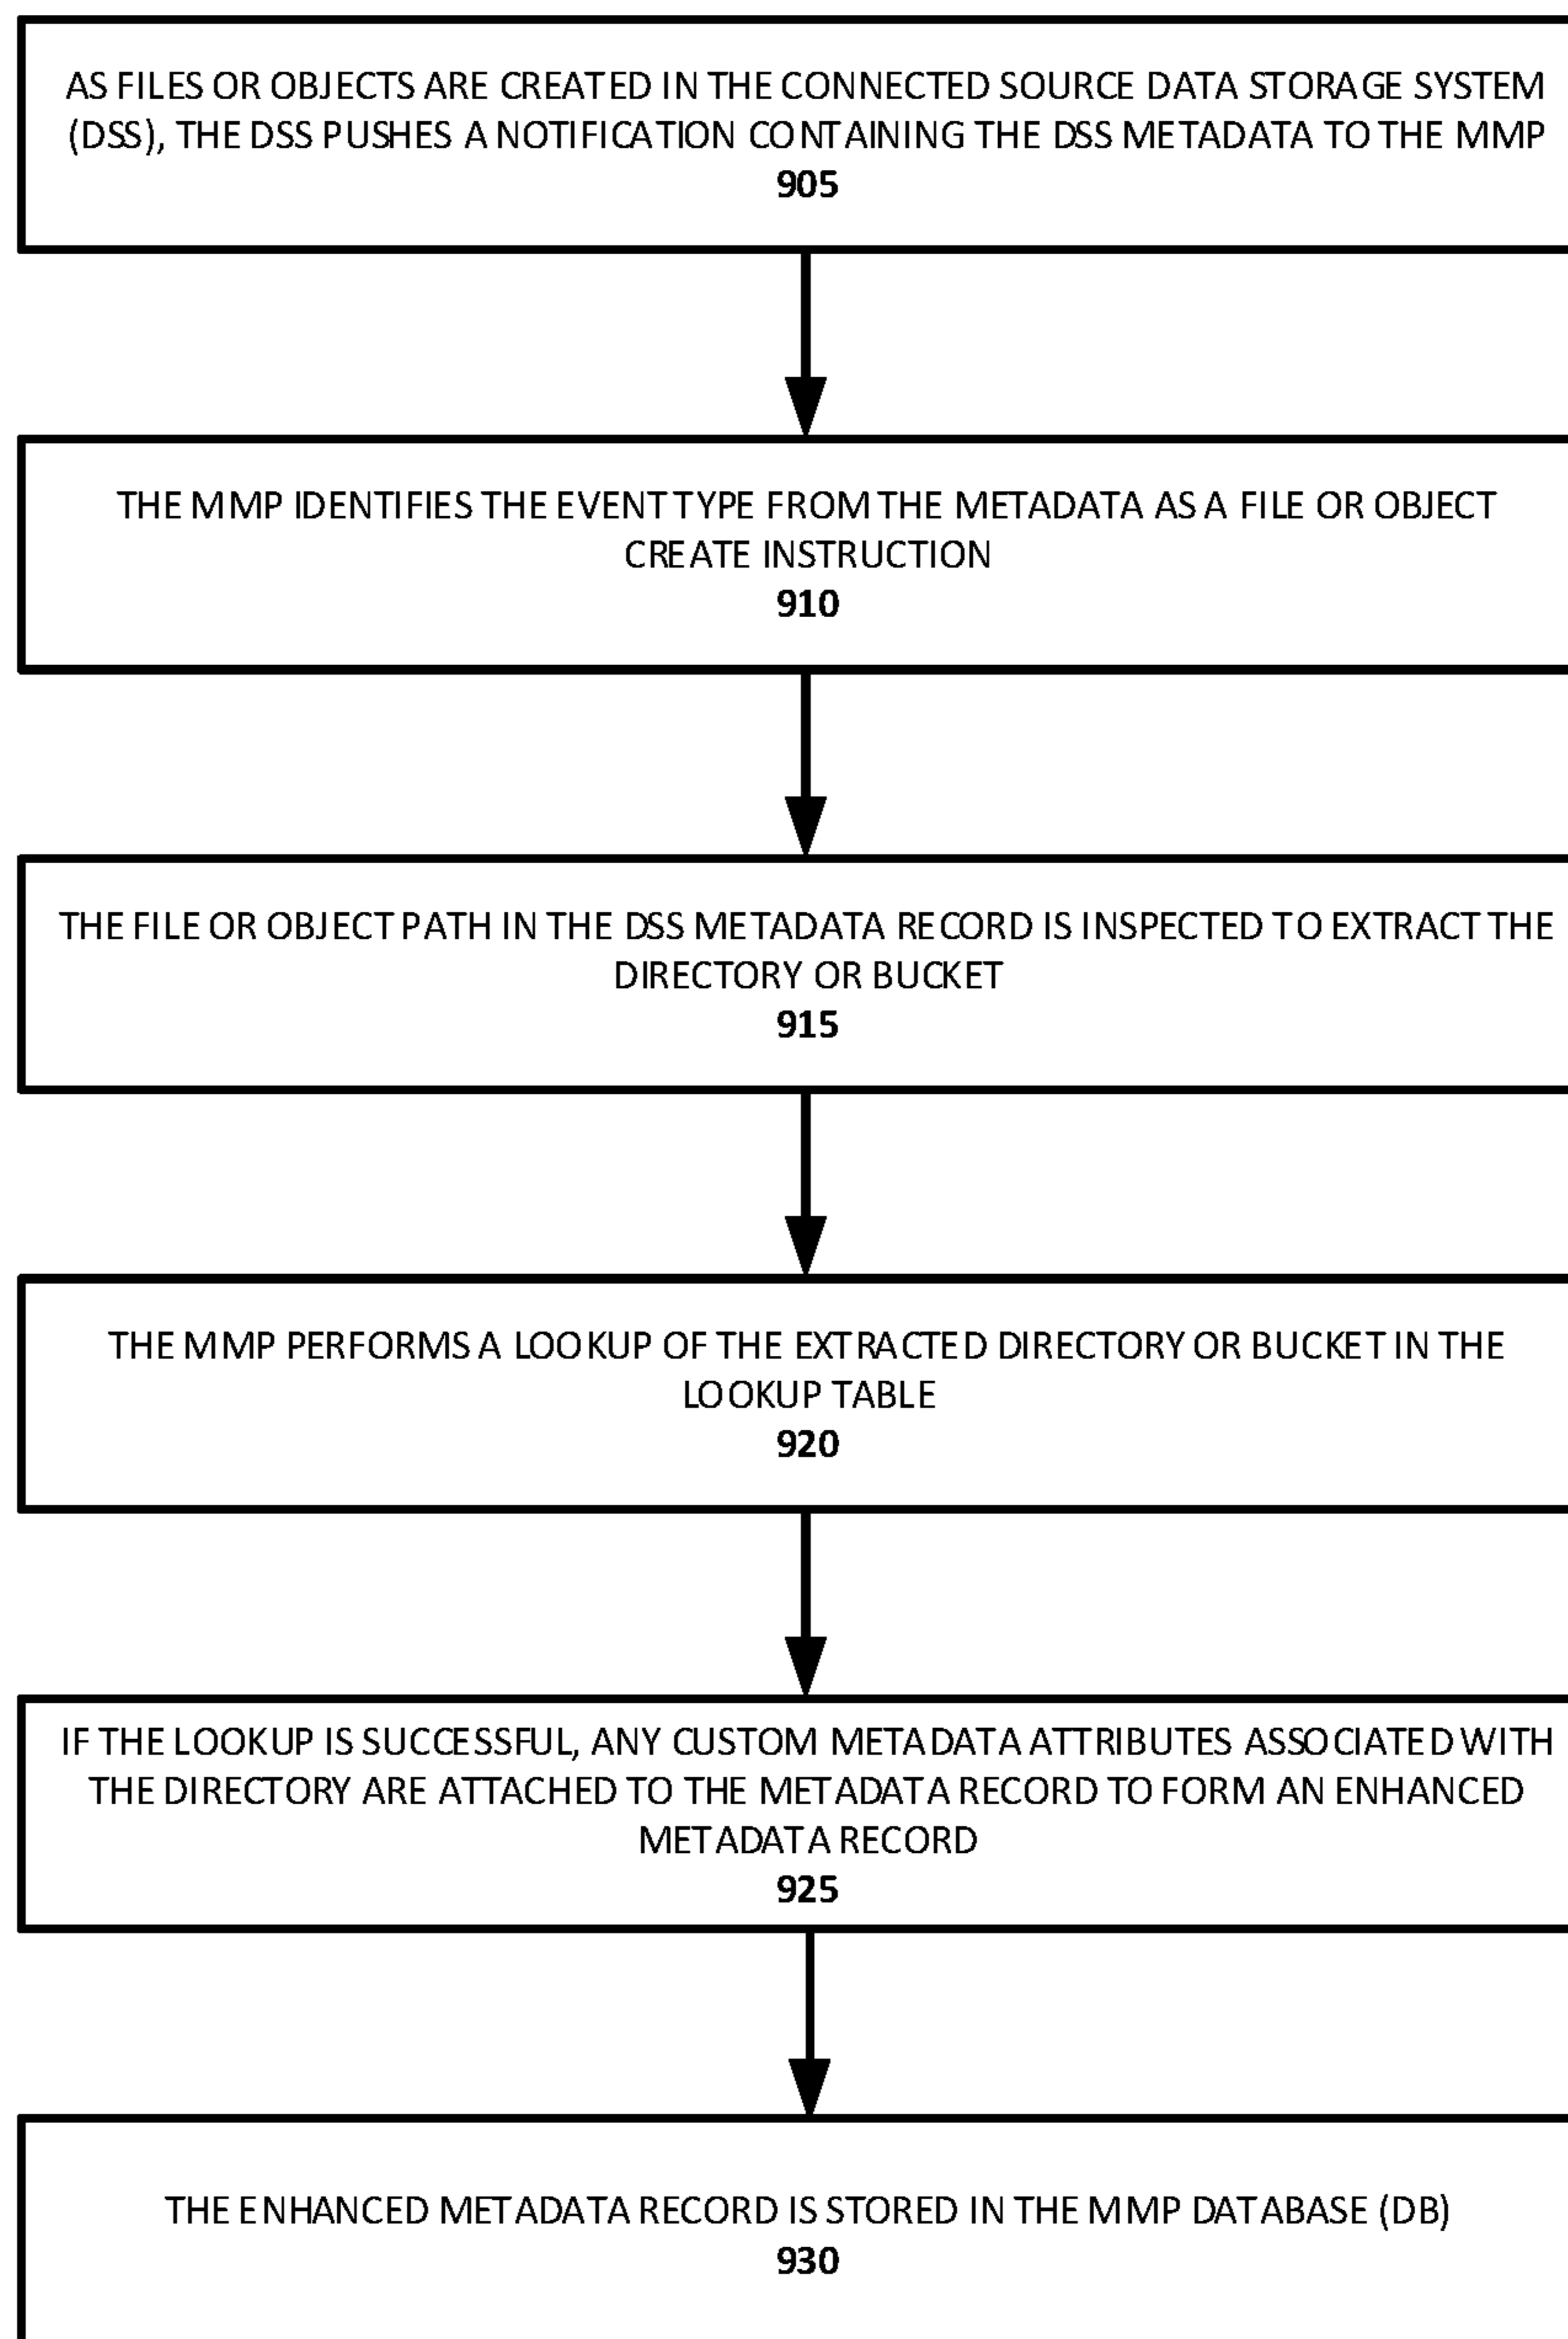 AS FILES OR OBJECTS ARE CREATED IN THE CONNECTED SOURCE DATA STORAGE SYSTEM
(DSS), THE DSS PUSHES A NOTIFICATION CONTAINING THE DSS METADATA TO THE MMP
905
THE MMP IDENTIFIES THE EVENT TYPE FROM THE METADATA AS A FILE OR OBJECT
CREATE INSTRUCTION
910
THE FILE OR OBJECT PATH IN THE DSS METADATA RECORD IS INSPECTED TO EXTRACT THE
DIRECTORY OR BUCKET
915
THE MMP PERFORMS A LOOKUP OF THE EXTRACTED DIRECTORY OR BUCKET IN THE
LOOKUP TABLE
920
IF THE LOOKUP IS SUCCESSFUL, ANY CUSTOM METADATA ATTRIBUTES ASSOCIATED WITH
THE DIRECTORY ARE ATTACHED TO THE METADATA RECORD TO FORM AN ENHANCED
METADATA RECORD
925
THE ENHANCED METADATA RECORD IS STORED IN THE MMP DATABASE (DB)
930